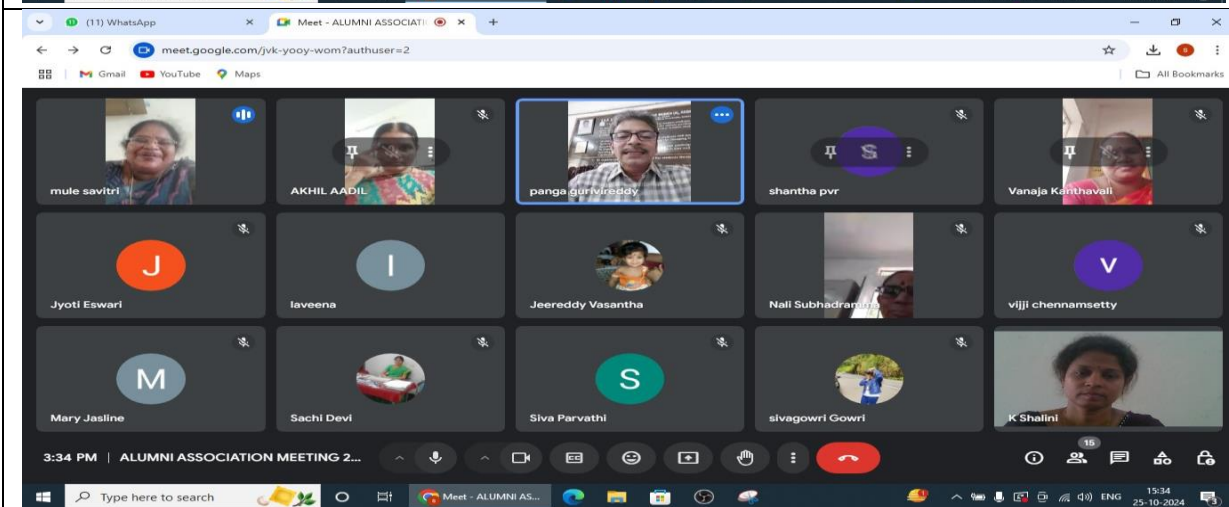 (11) WhatsApp
Meet - ALUMNI ASSOCIATI
meet.google.com/jvk-yooy-wom?authuser=2
Gmail YouTube Maps
All Bookmarks
mule savitri
AKHIL AADIL
panga gurivireddy
S
shantha pvr
Vanaja Kanthavali
J
Jyoti Eswari
l
laveena
Jeereddy Vasantha
Nali Subhadramma
V
vijji chennamsetty
M
Mary Jasline
Sachi Devi
S
Siva Parvathi
sivagowri Gowri
K Shalini
3:34 PM | ALUMNI ASSOCIATION MEETING 2...
CC
15
Type here to search
Meet - ALUMNI AS...
ENG
15:34
25-10-2024
3